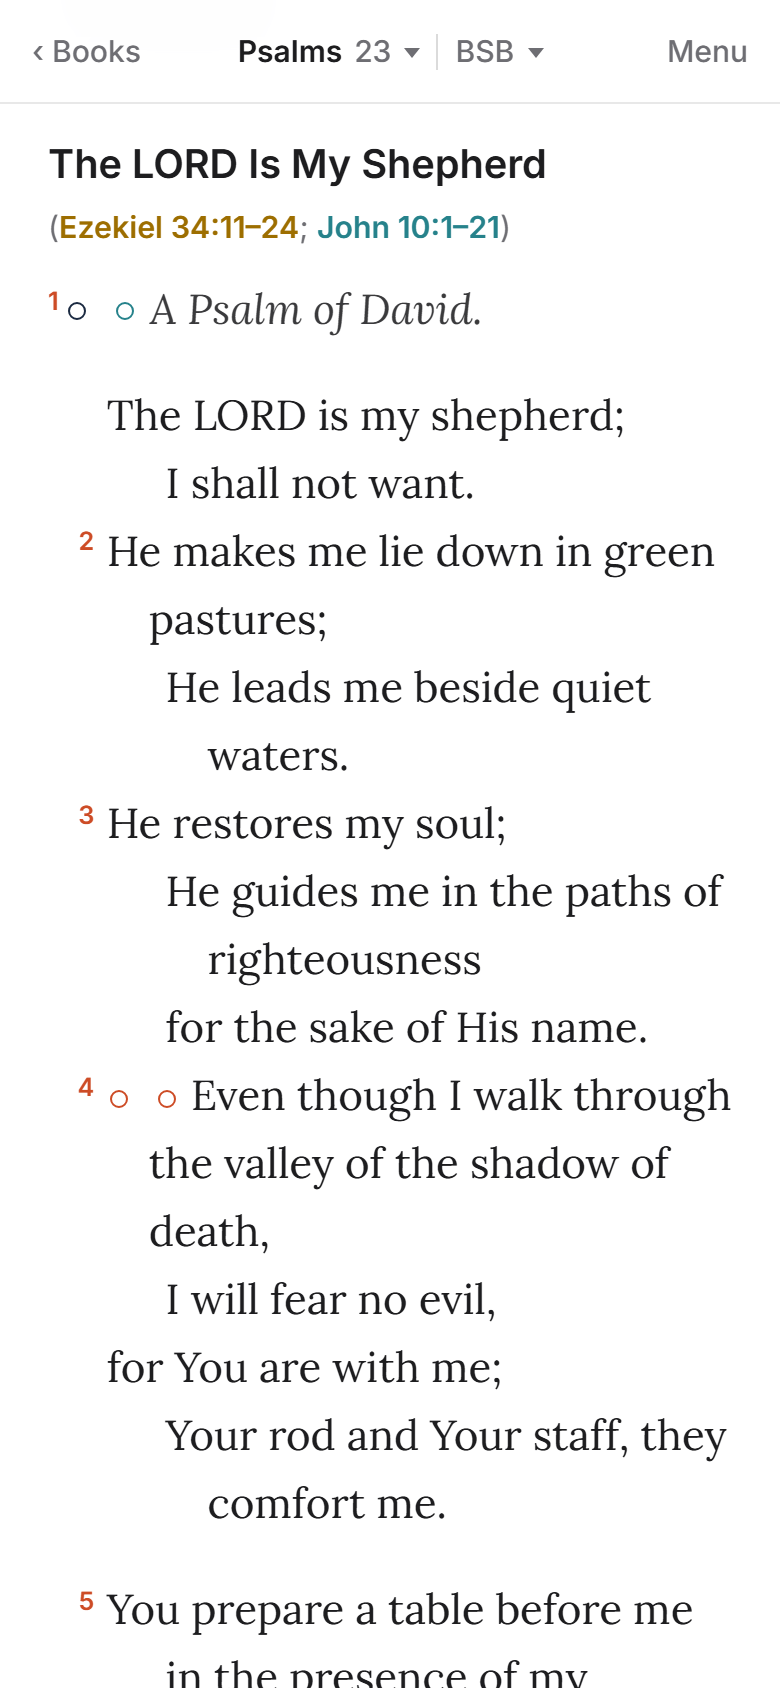 ‹ Books Psalms 23 BSB Menu
The LORD Is My Shepherd
(Ezekiel 34:11–24; John 10:1–21)
1 A Psalm of David.
The LORD is my shepherd;
I shall not want.
2 He makes me lie down in green
pastures;
He leads me beside quiet
waters.
3 He restores my soul;
He guides me in the paths of
righteousness
for the sake of His name.
4 Even though I walk through
the valley of the shadow of
death,
I will fear no evil,
for You are with me;
Your rod and Your staff, they
comfort me.
5 You prepare a table before me
in the presence of my